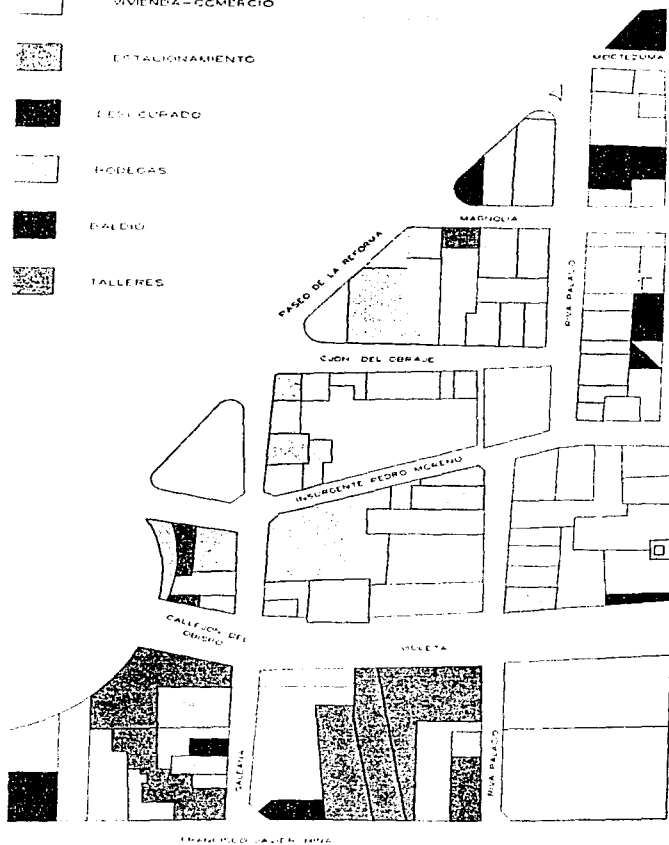 VIVIENDA-COMERCIO
ESTACIONAMIENTO
DESOCUPADO
BODEGAS
BALDIO
TALLERES
MOCTEZUMA
MAGNOLIA
PASEO DE LA REFORMA
RIVA PALACIO
CJON DEL OBRAJE
INSURGENTE PEDRO MORENO
CALLEJON DEL
OBISPO
VIOLETA
GALEANA
RIVA PALACIO
FRANCISCO JAVIER MINA